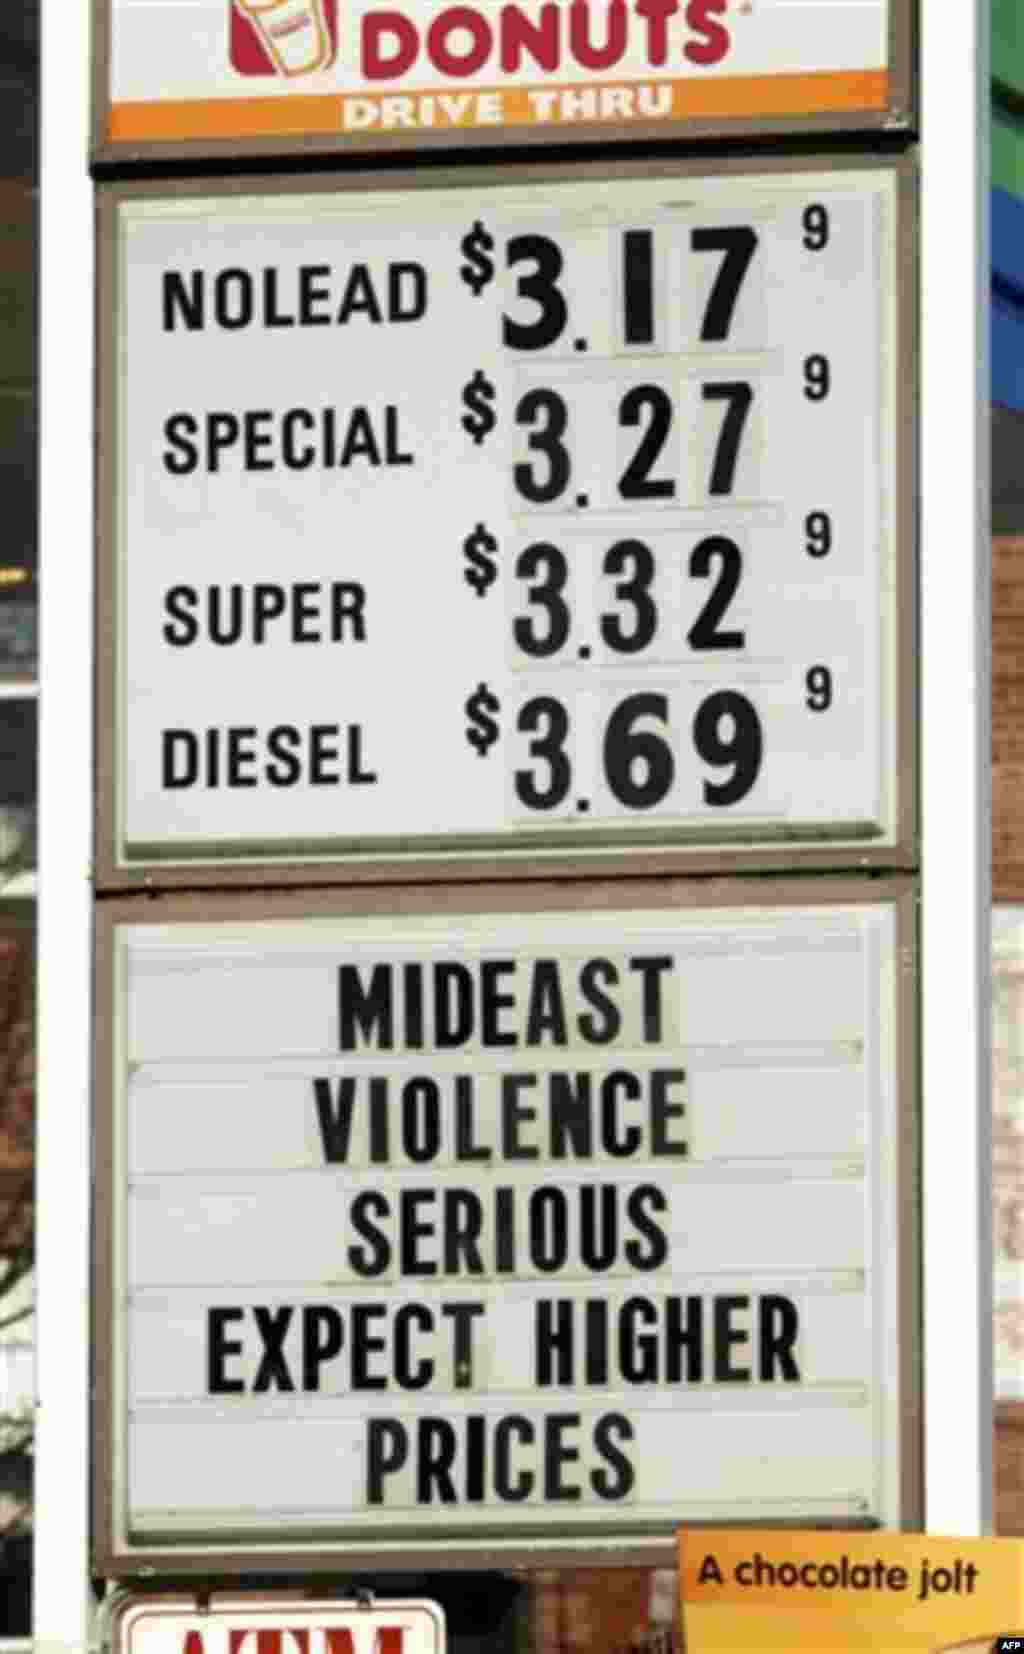 DONUTS
DRIVE THRU
NOLEAD $3.17 9
SPECIAL $3.27 9
SUPER $3.32 9
DIESEL $3.69 9
MIDEAST
VIOLENCE
SERIOUS
EXPECT HIGHER
PRICES
A chocolate jolt
ATM
AFP